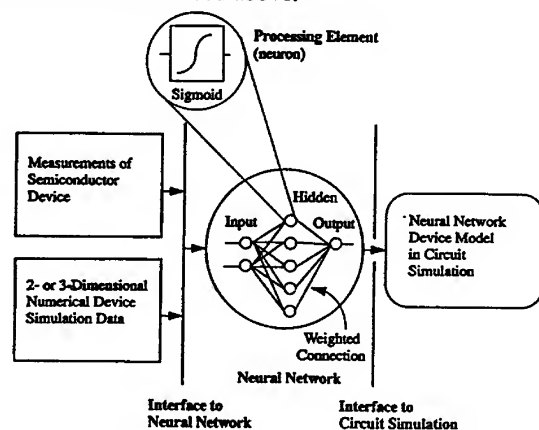 Processing Element
(neuron)
Sigmoid
Measurements of
Semiconductor
Device
Hidden
Input
Output
Neural Network
Device Model
in Circuit
Simulation
2- or 3-Dimensional
Numerical Device
Simulation Data
Weighted
Connection
Neural Network
Interface to
Neural Network
Interface to
Circuit Simulation